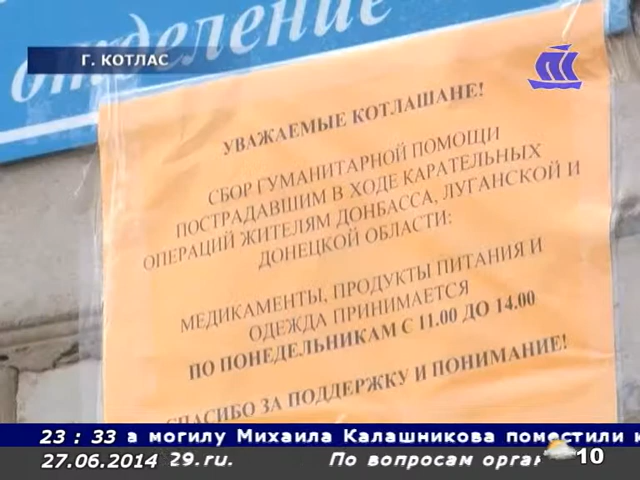 отделение
Г. КОТЛАС
УВАЖАЕМЫЕ КОТЛАШАНЕ!
СБОР ГУМАНИТАРНОЙ ПОМОЩИ
ПОСТРАДАВШИМ В ХОДЕ КАРАТЕЛЬНЫХ
ОПЕРАЦИЙ ЖИТЕЛЯМ ДОНБАССА, ЛУГАНСКОЙ И
ДОНЕЦКОЙ ОБЛАСТИ:
МЕДИКАМЕНТЫ, ПРОДУКТЫ ПИТАНИЯ И
ОДЕЖДА ПРИНИМАЕТСЯ
ПО ПОНЕДЕЛЬНИКАМ С 11.00 ДО 14.00
СПАСИБО ЗА ПОДДЕРЖКУ И ПОНИМАНИЕ!
23 : 33 а могилу Михаила Калашникова поместили к
27.06.2014 29.ru. По вопросам орган 10